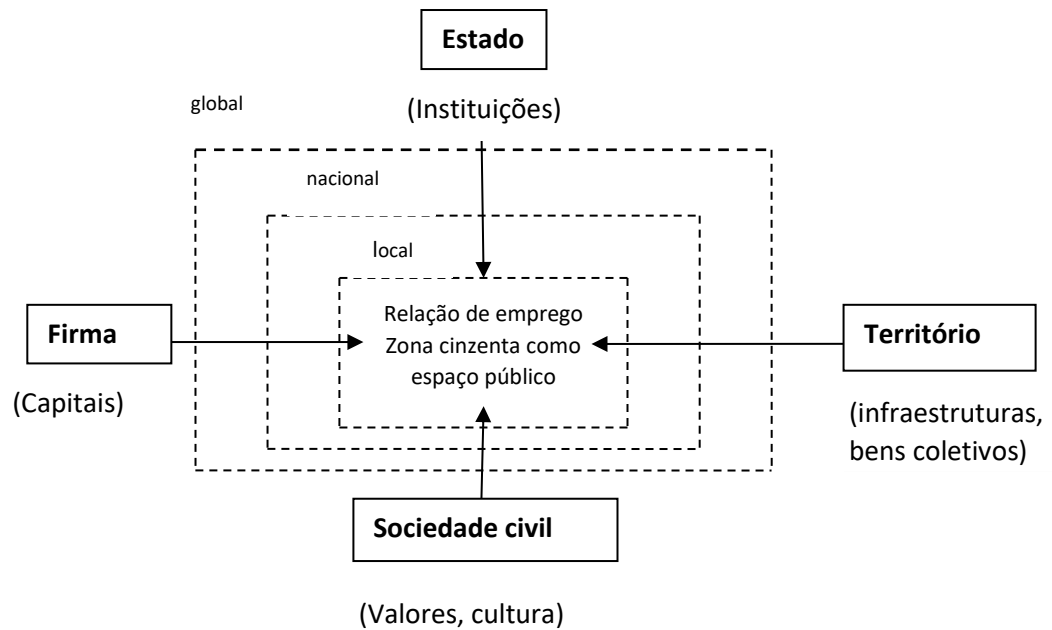 Estado
(Instituições)
global
nacional
local
Relação de emprego
Zona cinzenta como
espaço público
Firma
(Capitais)
Território
(infraestruturas,
bens coletivos)
Sociedade civil
(Valores, cultura)